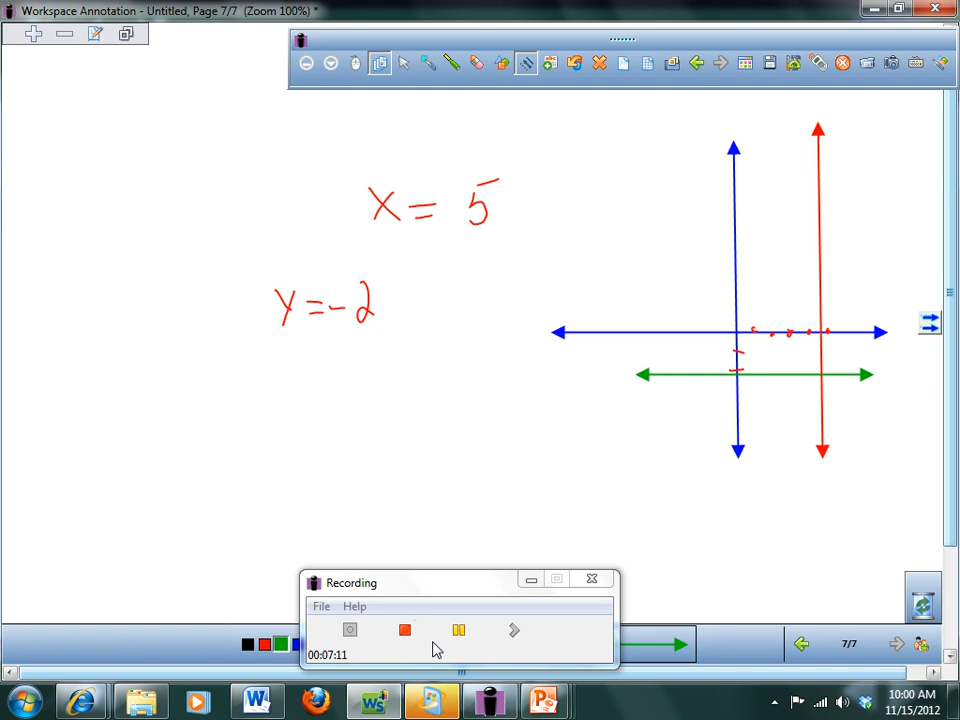 Workspace Annotation - Untitled, Page 7/7 (Zoom 100%) *
x = 5
y = -2
Recording
File Help
00:07:11
7/7
10:00 AM
11/15/2012